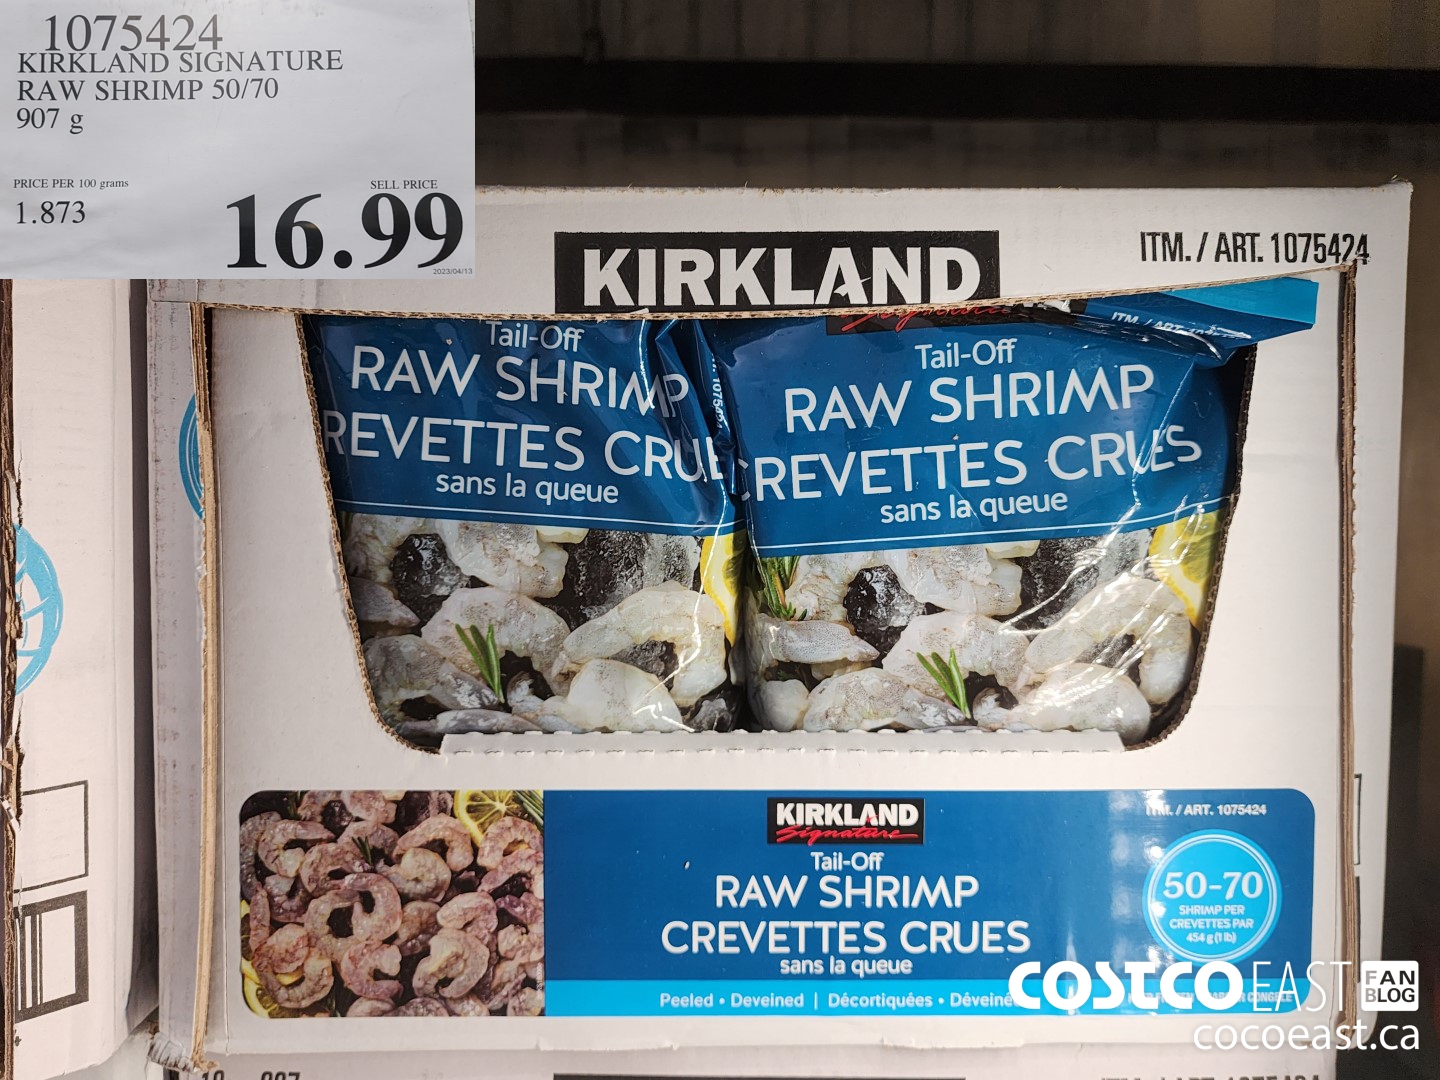 1075424
KIRKLAND SIGNATURE
RAW SHRIMP 50/70
907 g
PRICE PER 100 grams
1.873
SELL PRICE
16.99
2023/04/13
KIRKLAND
ITM. / ART. 1075424
Tail-Off
RAW SHRIMP
REVETTES CRUE
sans la queue
ITM. / ART.
Tail-Off
RAW SHRIMP
CREVETTES CRUES
sans la queue
KIRKLAND
Signature
Tail-Off
RAW SHRIMP
CREVETTES CRUES
sans la queue
Peeled • Deveined | Décortiquées • Déveiné
ITM. / ART. 1075424
50-70
SHRIMP PER
CREVETTES PAR
454 g (1 lb)
COSTCO EAST FAN BLOG
cocoeast.ca